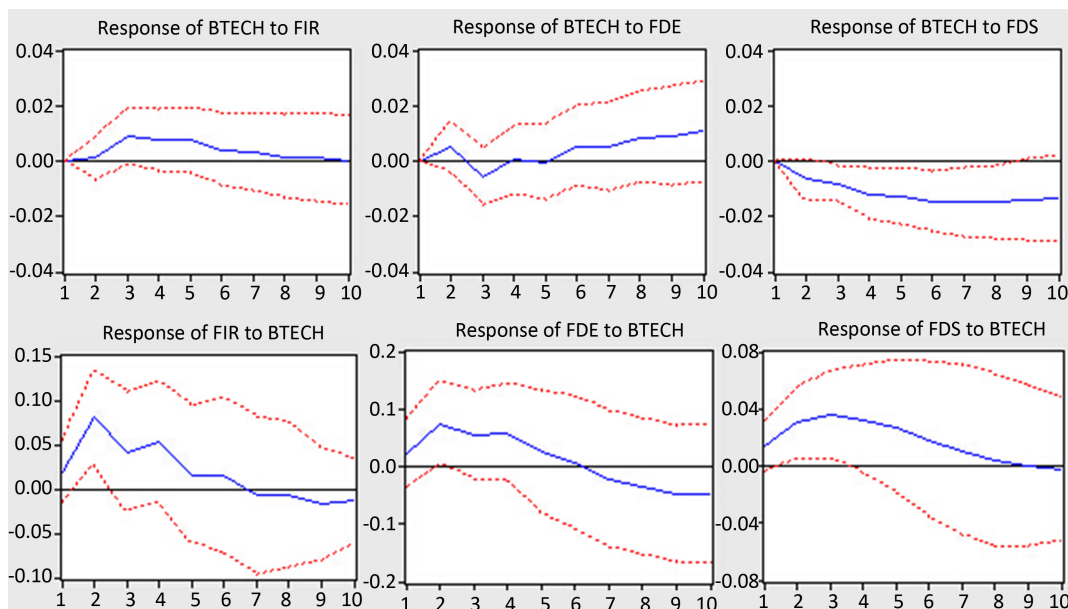 Response of BTECH to FIR
0.04
0.02
0.00
-0.02
-0.04
1 2 3 4 5 6 7 8 9 10
Response of BTECH to FDE
0.04
0.02
0.00
-0.02
-0.04
1 2 3 4 5 6 7 8 9 10
Response of BTECH to FDS
0.04
0.02
0.00
-0.02
-0.04
1 2 3 4 5 6 7 8 9 10
Response of FIR to BTECH
0.15
0.10
0.05
0.00
-0.05
-0.10
1 2 3 4 5 6 7 8 9 10
Response of FDE to BTECH
0.2
0.1
0.0
-0.1
-0.2
1 2 3 4 5 6 7 8 9 10
Response of FDS to BTECH
0.08
0.04
0.00
-0.04
-0.08
1 2 3 4 5 6 7 8 9 10